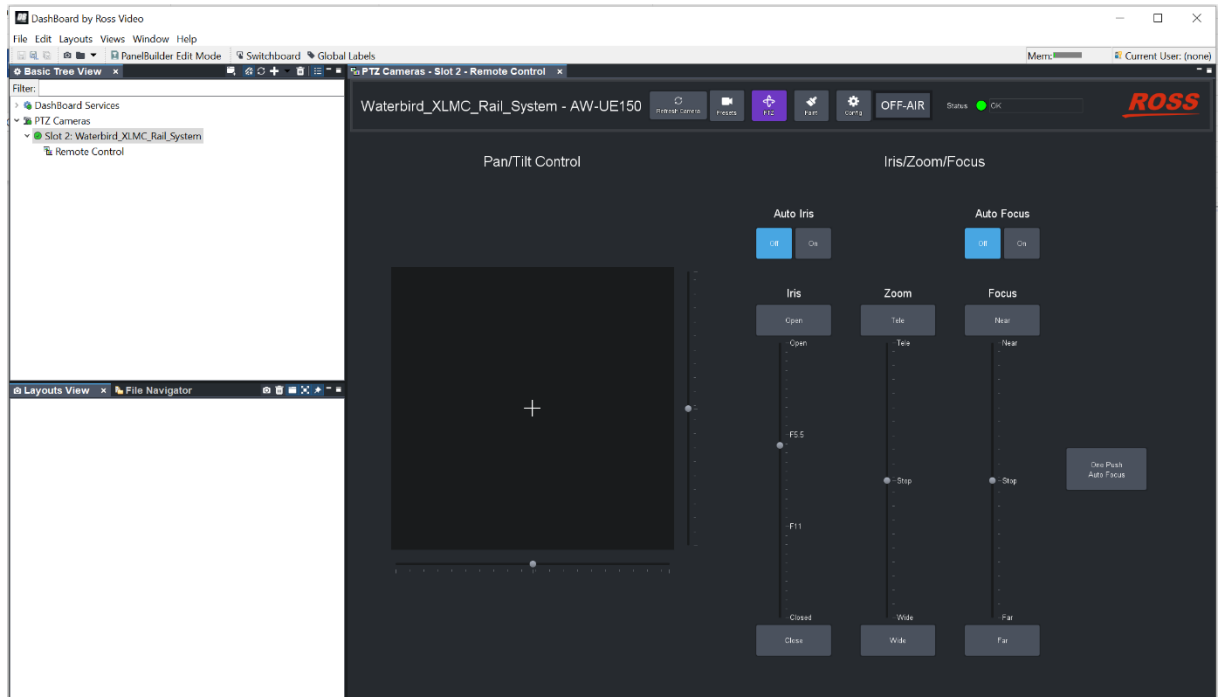 DashBoard by Ross Video
File Edit Layouts Views Window Help
PanelBuilder Edit Mode Switchboard Global Labels Mem: Current User: (none)
Basic Tree View
PTZ Cameras - Slot 2 - Remote Control
Filter:
DashBoard Services
PTZ Cameras
Slot 2: Waterbird_XLMC_Rail_System
Remote Control
Layouts View File Navigator
Waterbird_XLMC_Rail_System - AW-UE150
Refresh Camera
Presets
PTZ
Paint
Config
OFF-AIR
Status OK
ROSS
Pan/Tilt Control
Iris/Zoom/Focus
Auto Iris
Off On
Auto Focus
Off On
Iris Zoom Focus
Open Tele Near
Open Tele Near
F5.5
Stop Stop
F11
Closed Wide Far
Close Wide Far
One Push
Auto Focus